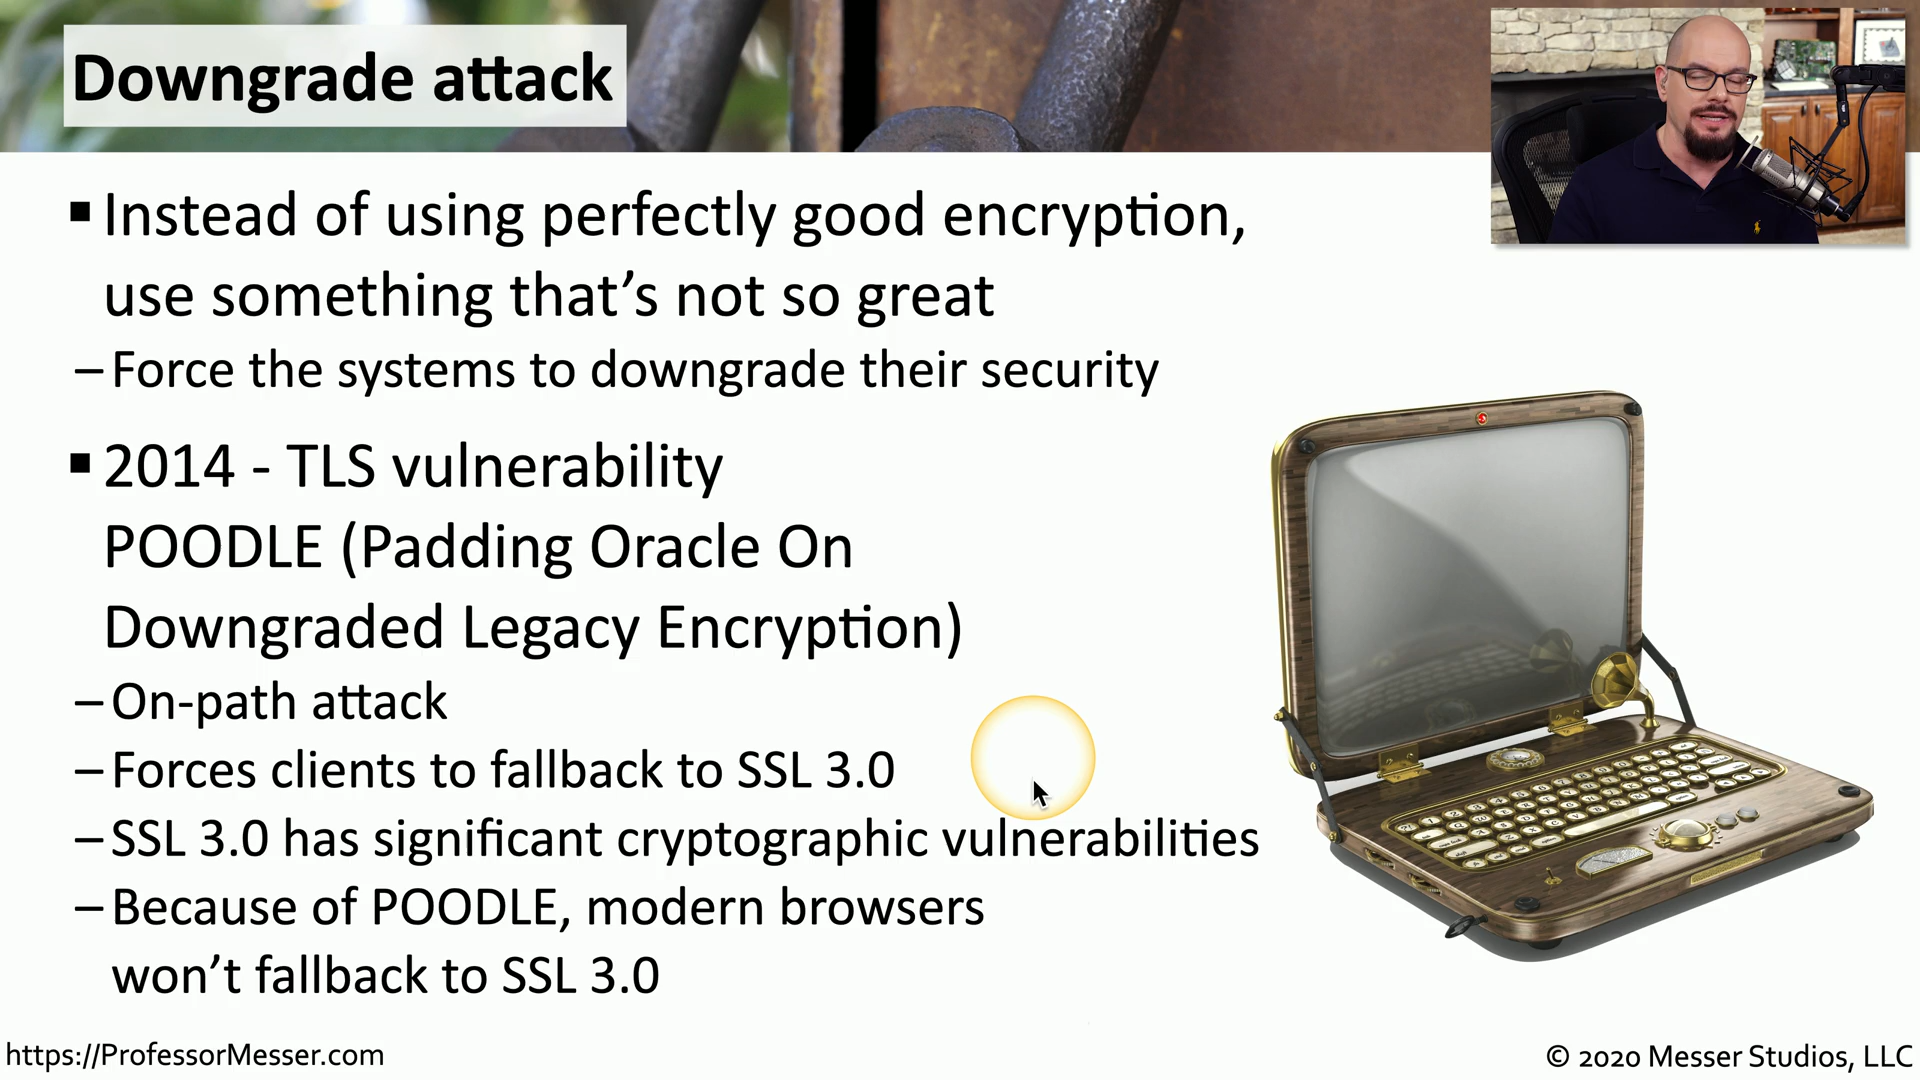 Downgrade attack
▪ Instead of using perfectly good encryption,
use something that’s not so great
– Force the systems to downgrade their security
▪ 2014 - TLS vulnerability
POODLE (Padding Oracle On
Downgraded Legacy Encryption)
– On-path attack
– Forces clients to fallback to SSL 3.0
– SSL 3.0 has significant cryptographic vulnerabilities
– Because of POODLE, modern browsers
won’t fallback to SSL 3.0
https://ProfessorMesser.com
© 2020 Messer Studios, LLC